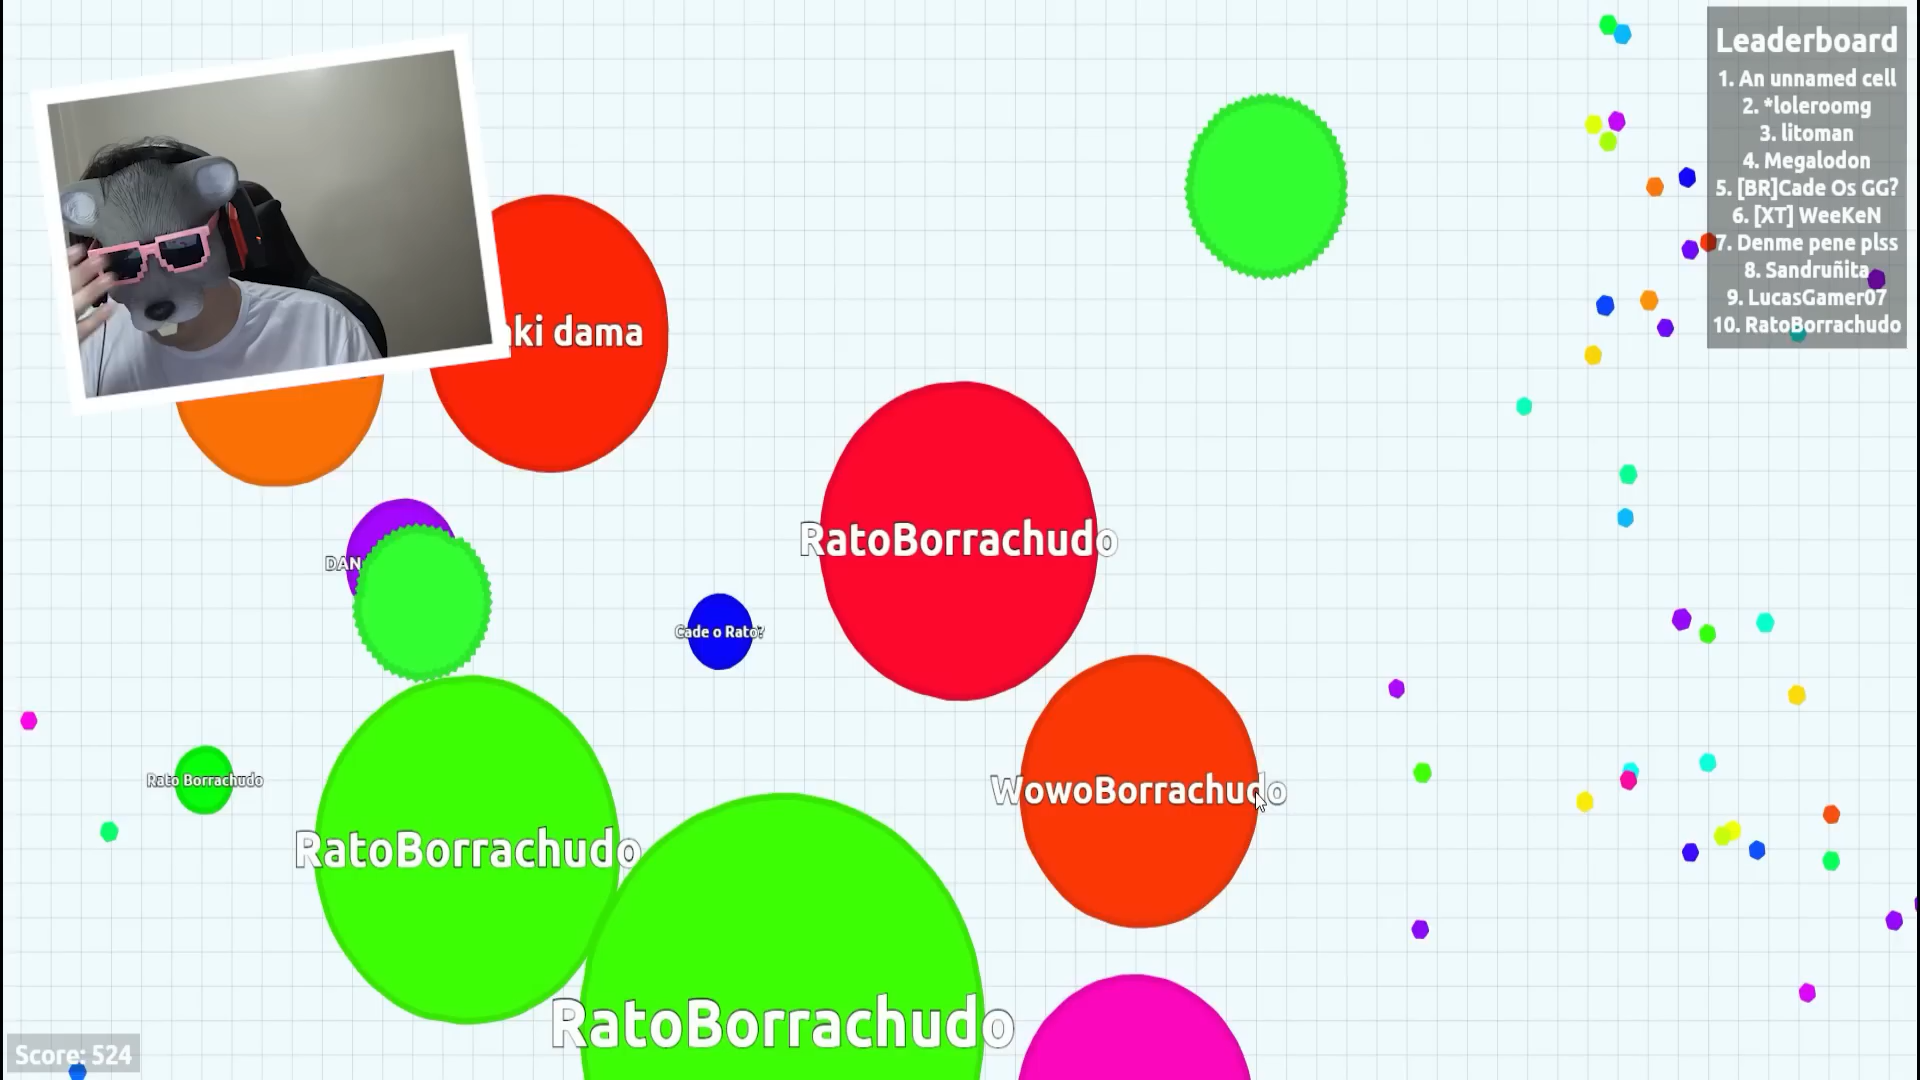 Leaderboard
1. An unnamed cell
2. *loleroomg
3. litoman
4. Megalodon
5. [BR]Cade Os GG?
6. [XT] WeeKeN
7. Denme pene plss
8. Sandruñita
9. LucasGamer07
10. RatoBorrachudo
dama
RatoBorrachudo
DAN
Cade o Rato?
Rato Borrachudo
WowoBorrachudo
RatoBorrachudo
RatoBorrachudo
Score: 524